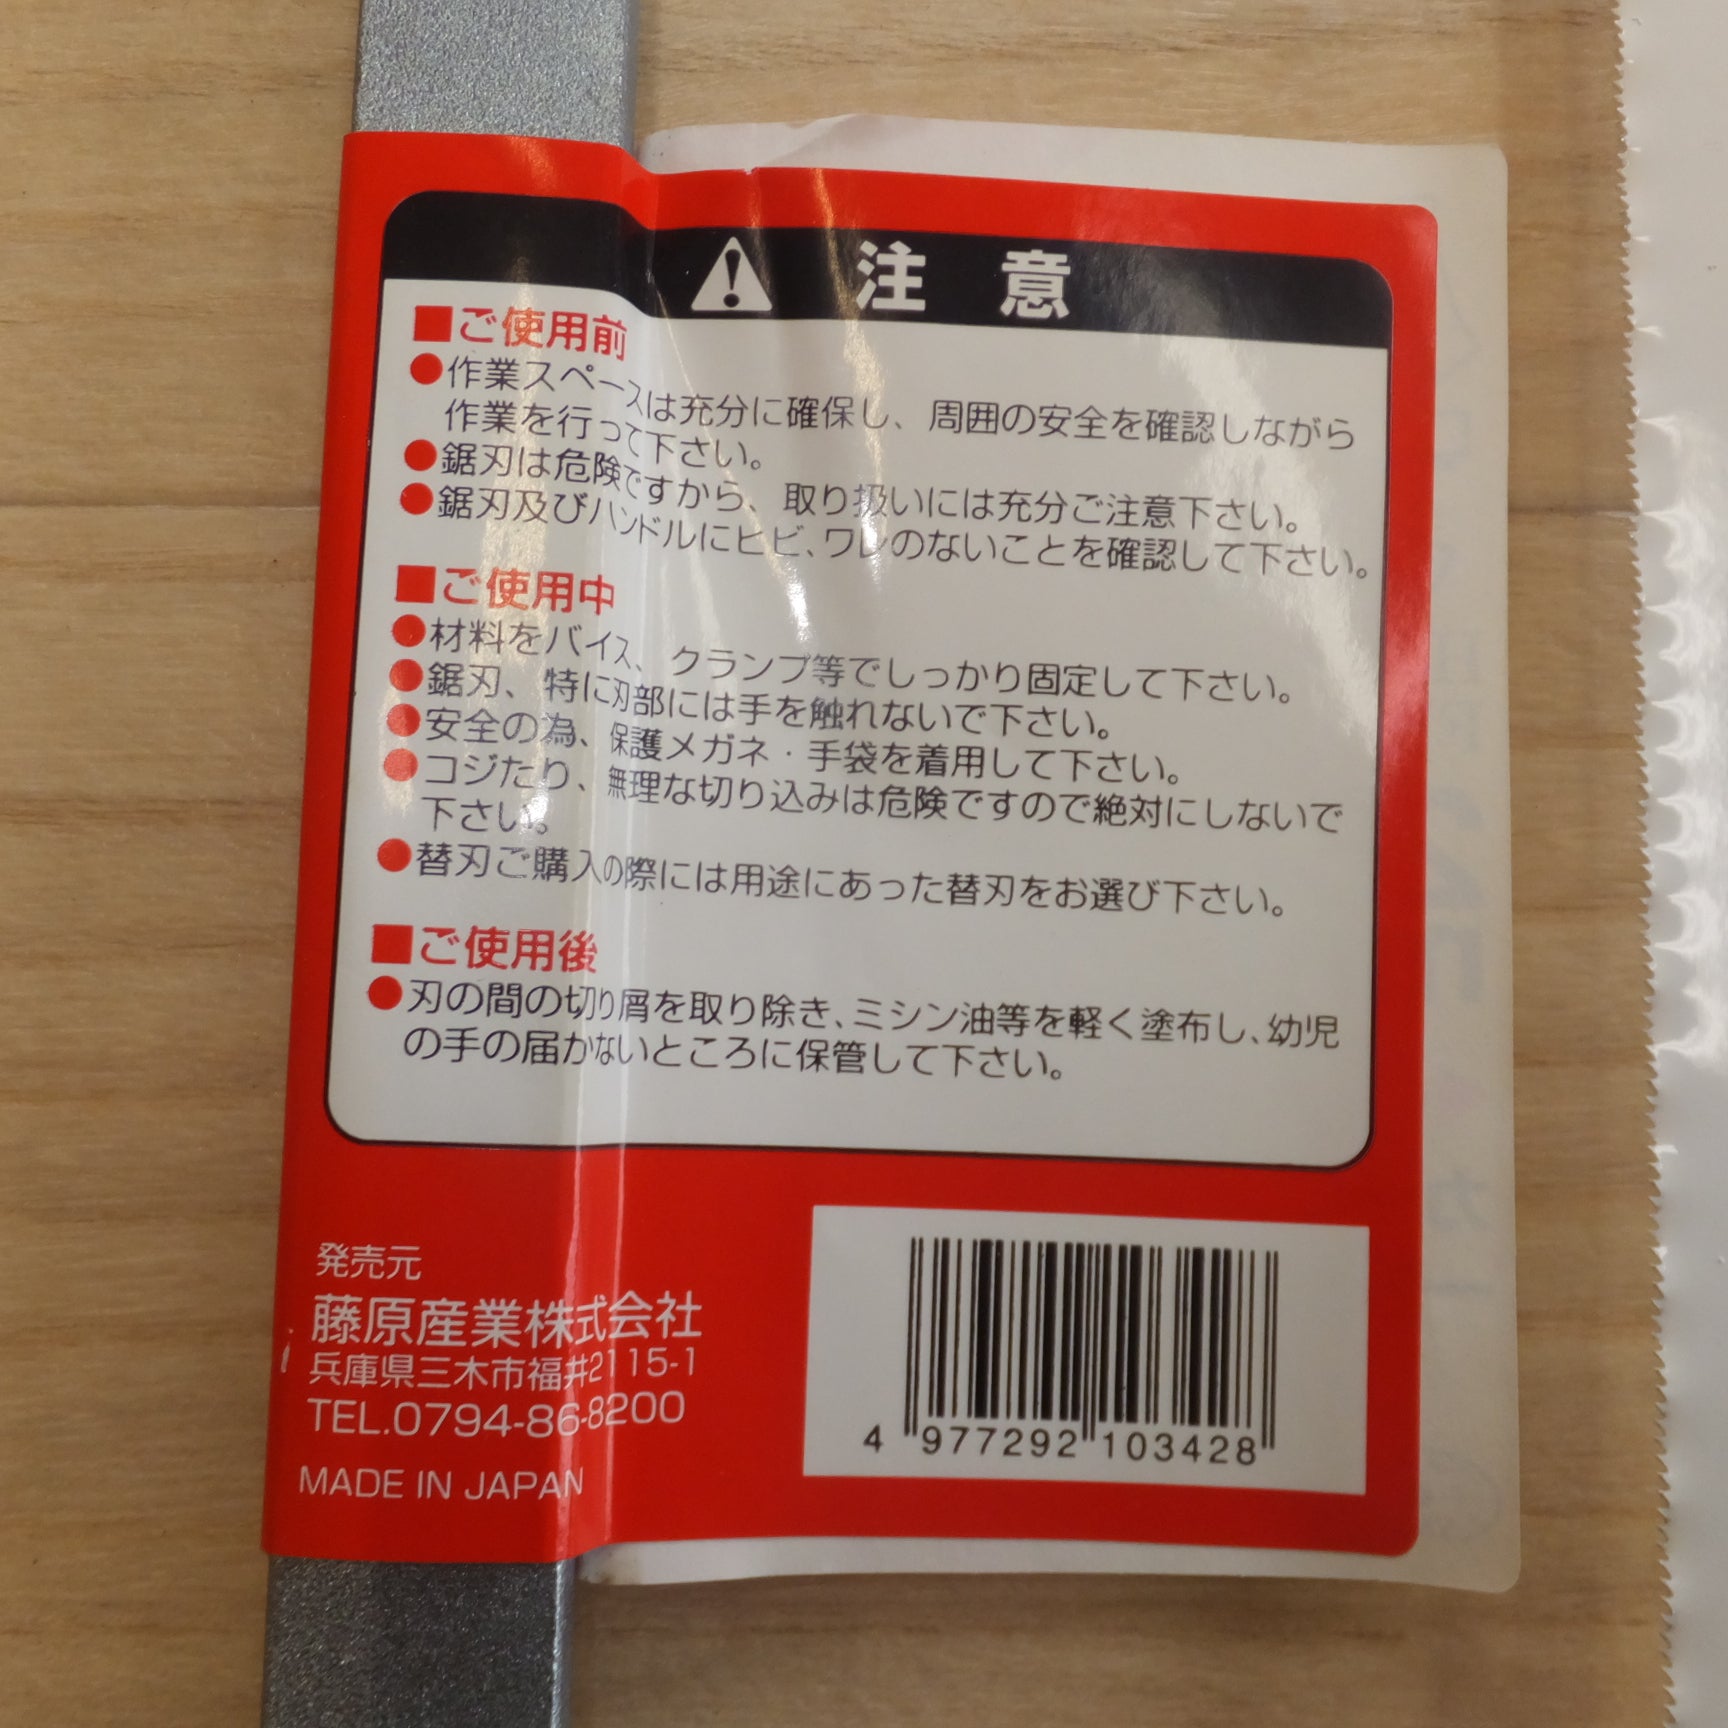 注意
■ご使用前
●作業スペースは充分に確保し、周囲の安全を確認しながら
作業を行って下さい。
●鋸刃は危険ですから、取り扱いには充分ご注意下さい。
●鋸刃及びハンドルにヒビ、ワレのないことを確認して下さい。
■ご使用中
●材料をバイス、クランプ等でしっかり固定して下さい。
●鋸刃、特に刃部には手を触れないで下さい。
●安全の為、保護メガネ・手袋を着用して下さい。
●コジたり、無理な切り込みは危険ですので絶対にしないで
下さい。
●替刃ご購入の際には用途にあった替刃をお選び下さい。
■ご使用後
●刃の間の切り屑を取り除き、ミシン油等を軽く塗布し、幼児
の手の届かないところに保管して下さい。
発売元
藤原産業株式会社
兵庫県三木市福井2115-1
TEL.0794-86-8200
MADE IN JAPAN
4 977292 103428